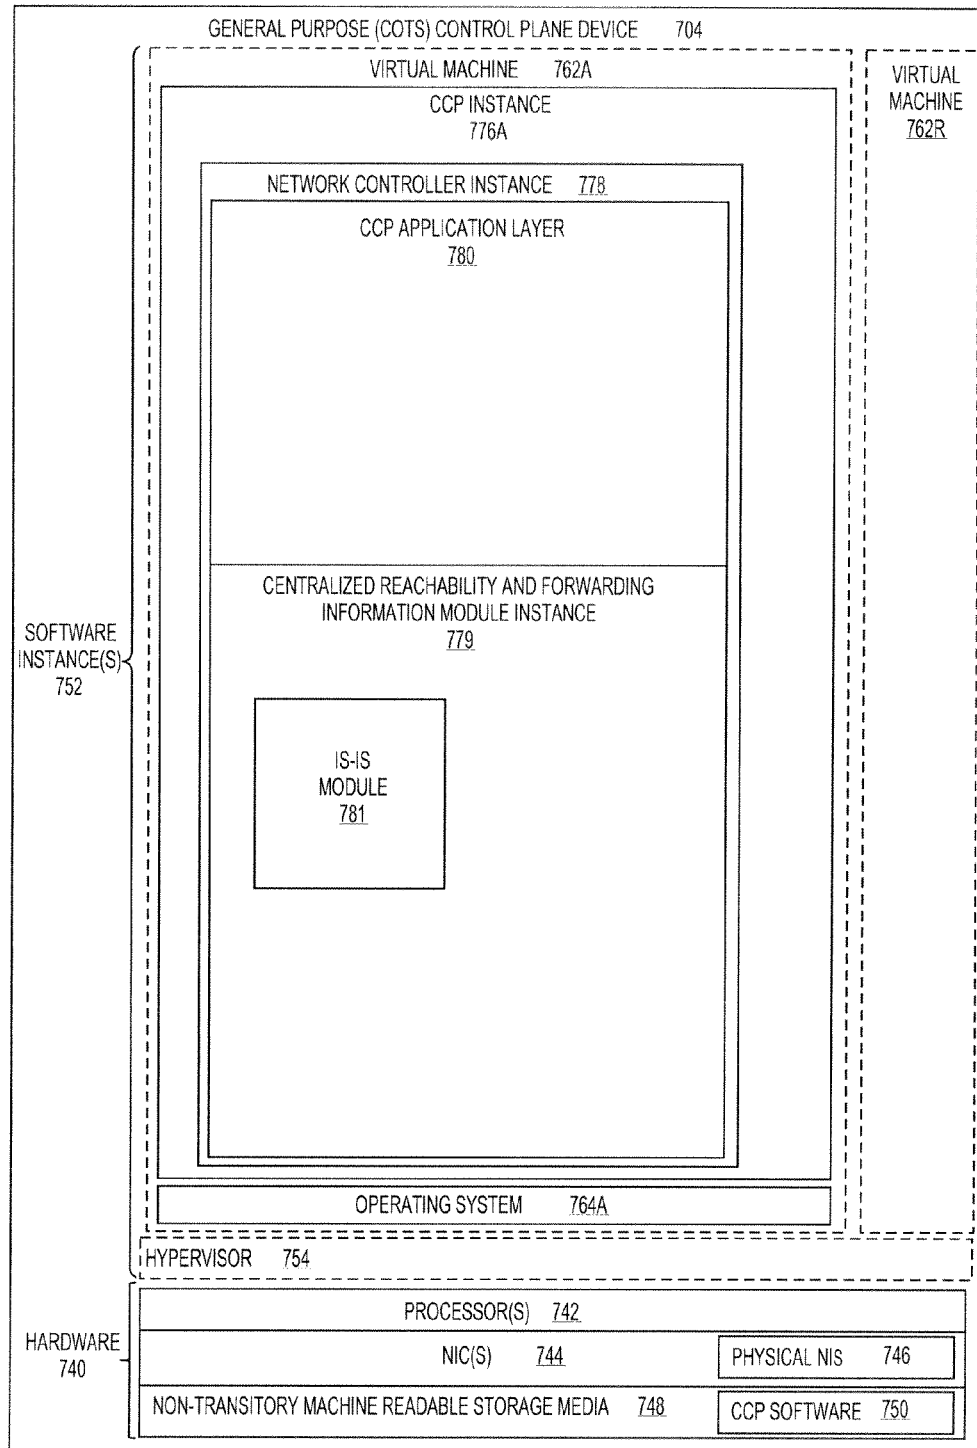 GENERAL PURPOSE (COTS) CONTROL PLANE DEVICE 704
VIRTUAL MACHINE 762A
CCP INSTANCE
776A
NETWORK CONTROLLER INSTANCE 778
CCP APPLICATION LAYER
780
CENTRALIZED REACHABILITY AND FORWARDING
INFORMATION MODULE INSTANCE
779
IS-IS
MODULE
781
OPERATING SYSTEM 764A
VIRTUAL
MACHINE
762R
SOFTWARE
INSTANCE(S)
752
HYPERVISOR 754
HARDWARE
740
PROCESSOR(S) 742
NIC(S) 744
PHYSICAL NIS 746
NON-TRANSITORY MACHINE READABLE STORAGE MEDIA 748
CCP SOFTWARE 750